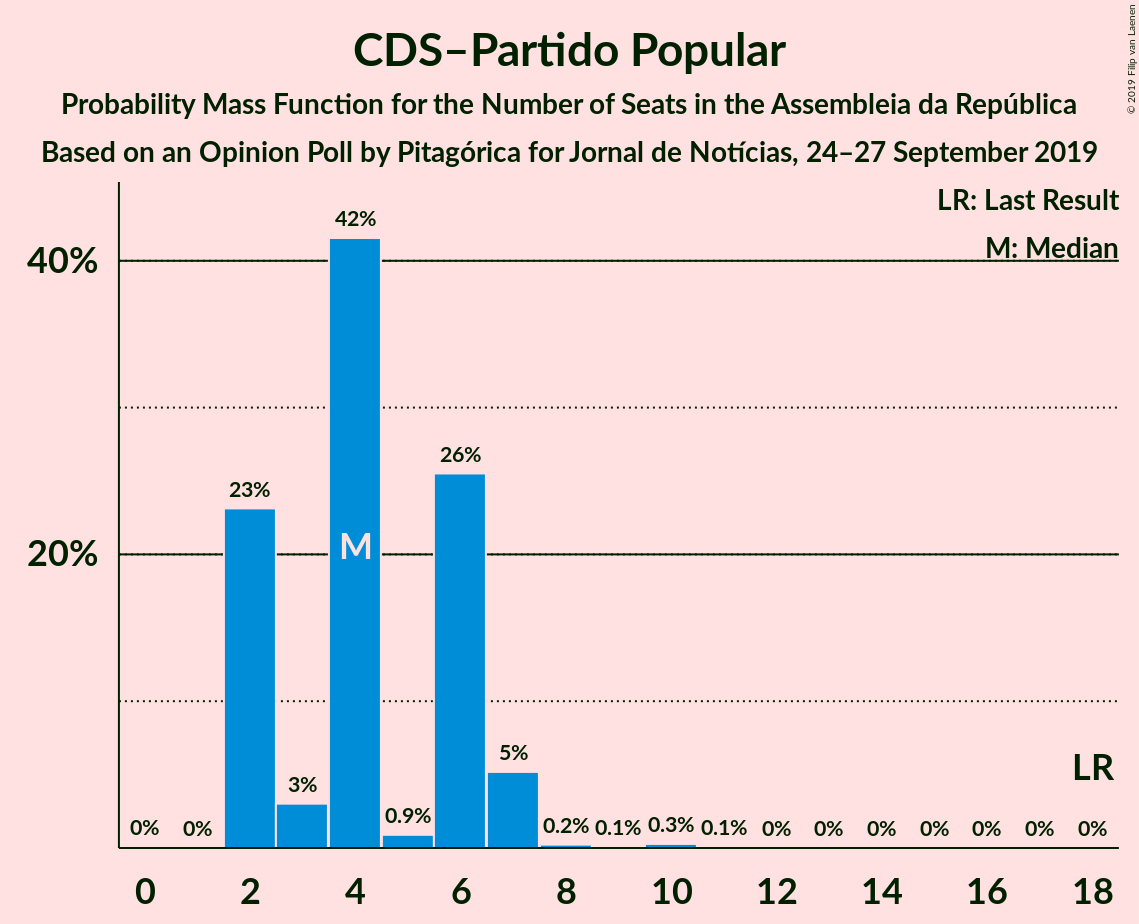 CDS–Partido Popular
Probability Mass Function for the Number of Seats in the Assembleia da República
Based on an Opinion Poll by Pitagórica for Jornal de Notícias, 24–27 September 2019
© 2019 Filip van Laenen
LR: Last Result
M: Median
40%
20%
42%
26%
23%
M
5%
3%
LR
0% 0% 0.9% 0.2% 0.1% 0.3% 0.1% 0% 0% 0% 0% 0% 0% 0%
0 2 4 6 8 10 12 14 16 18